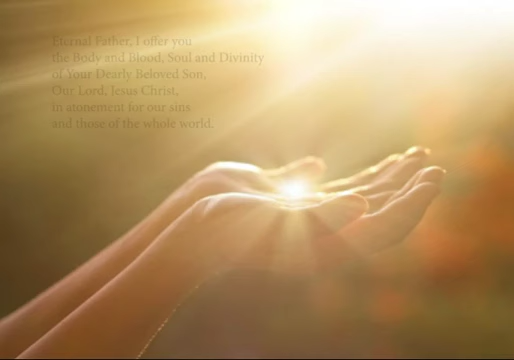 Eternal Father, I offer you
the Body and Blood, Soul and Divinity
of Your Dearly Beloved Son,
Our Lord, Jesus Christ,
in atonement for our sins
and those of the whole world.